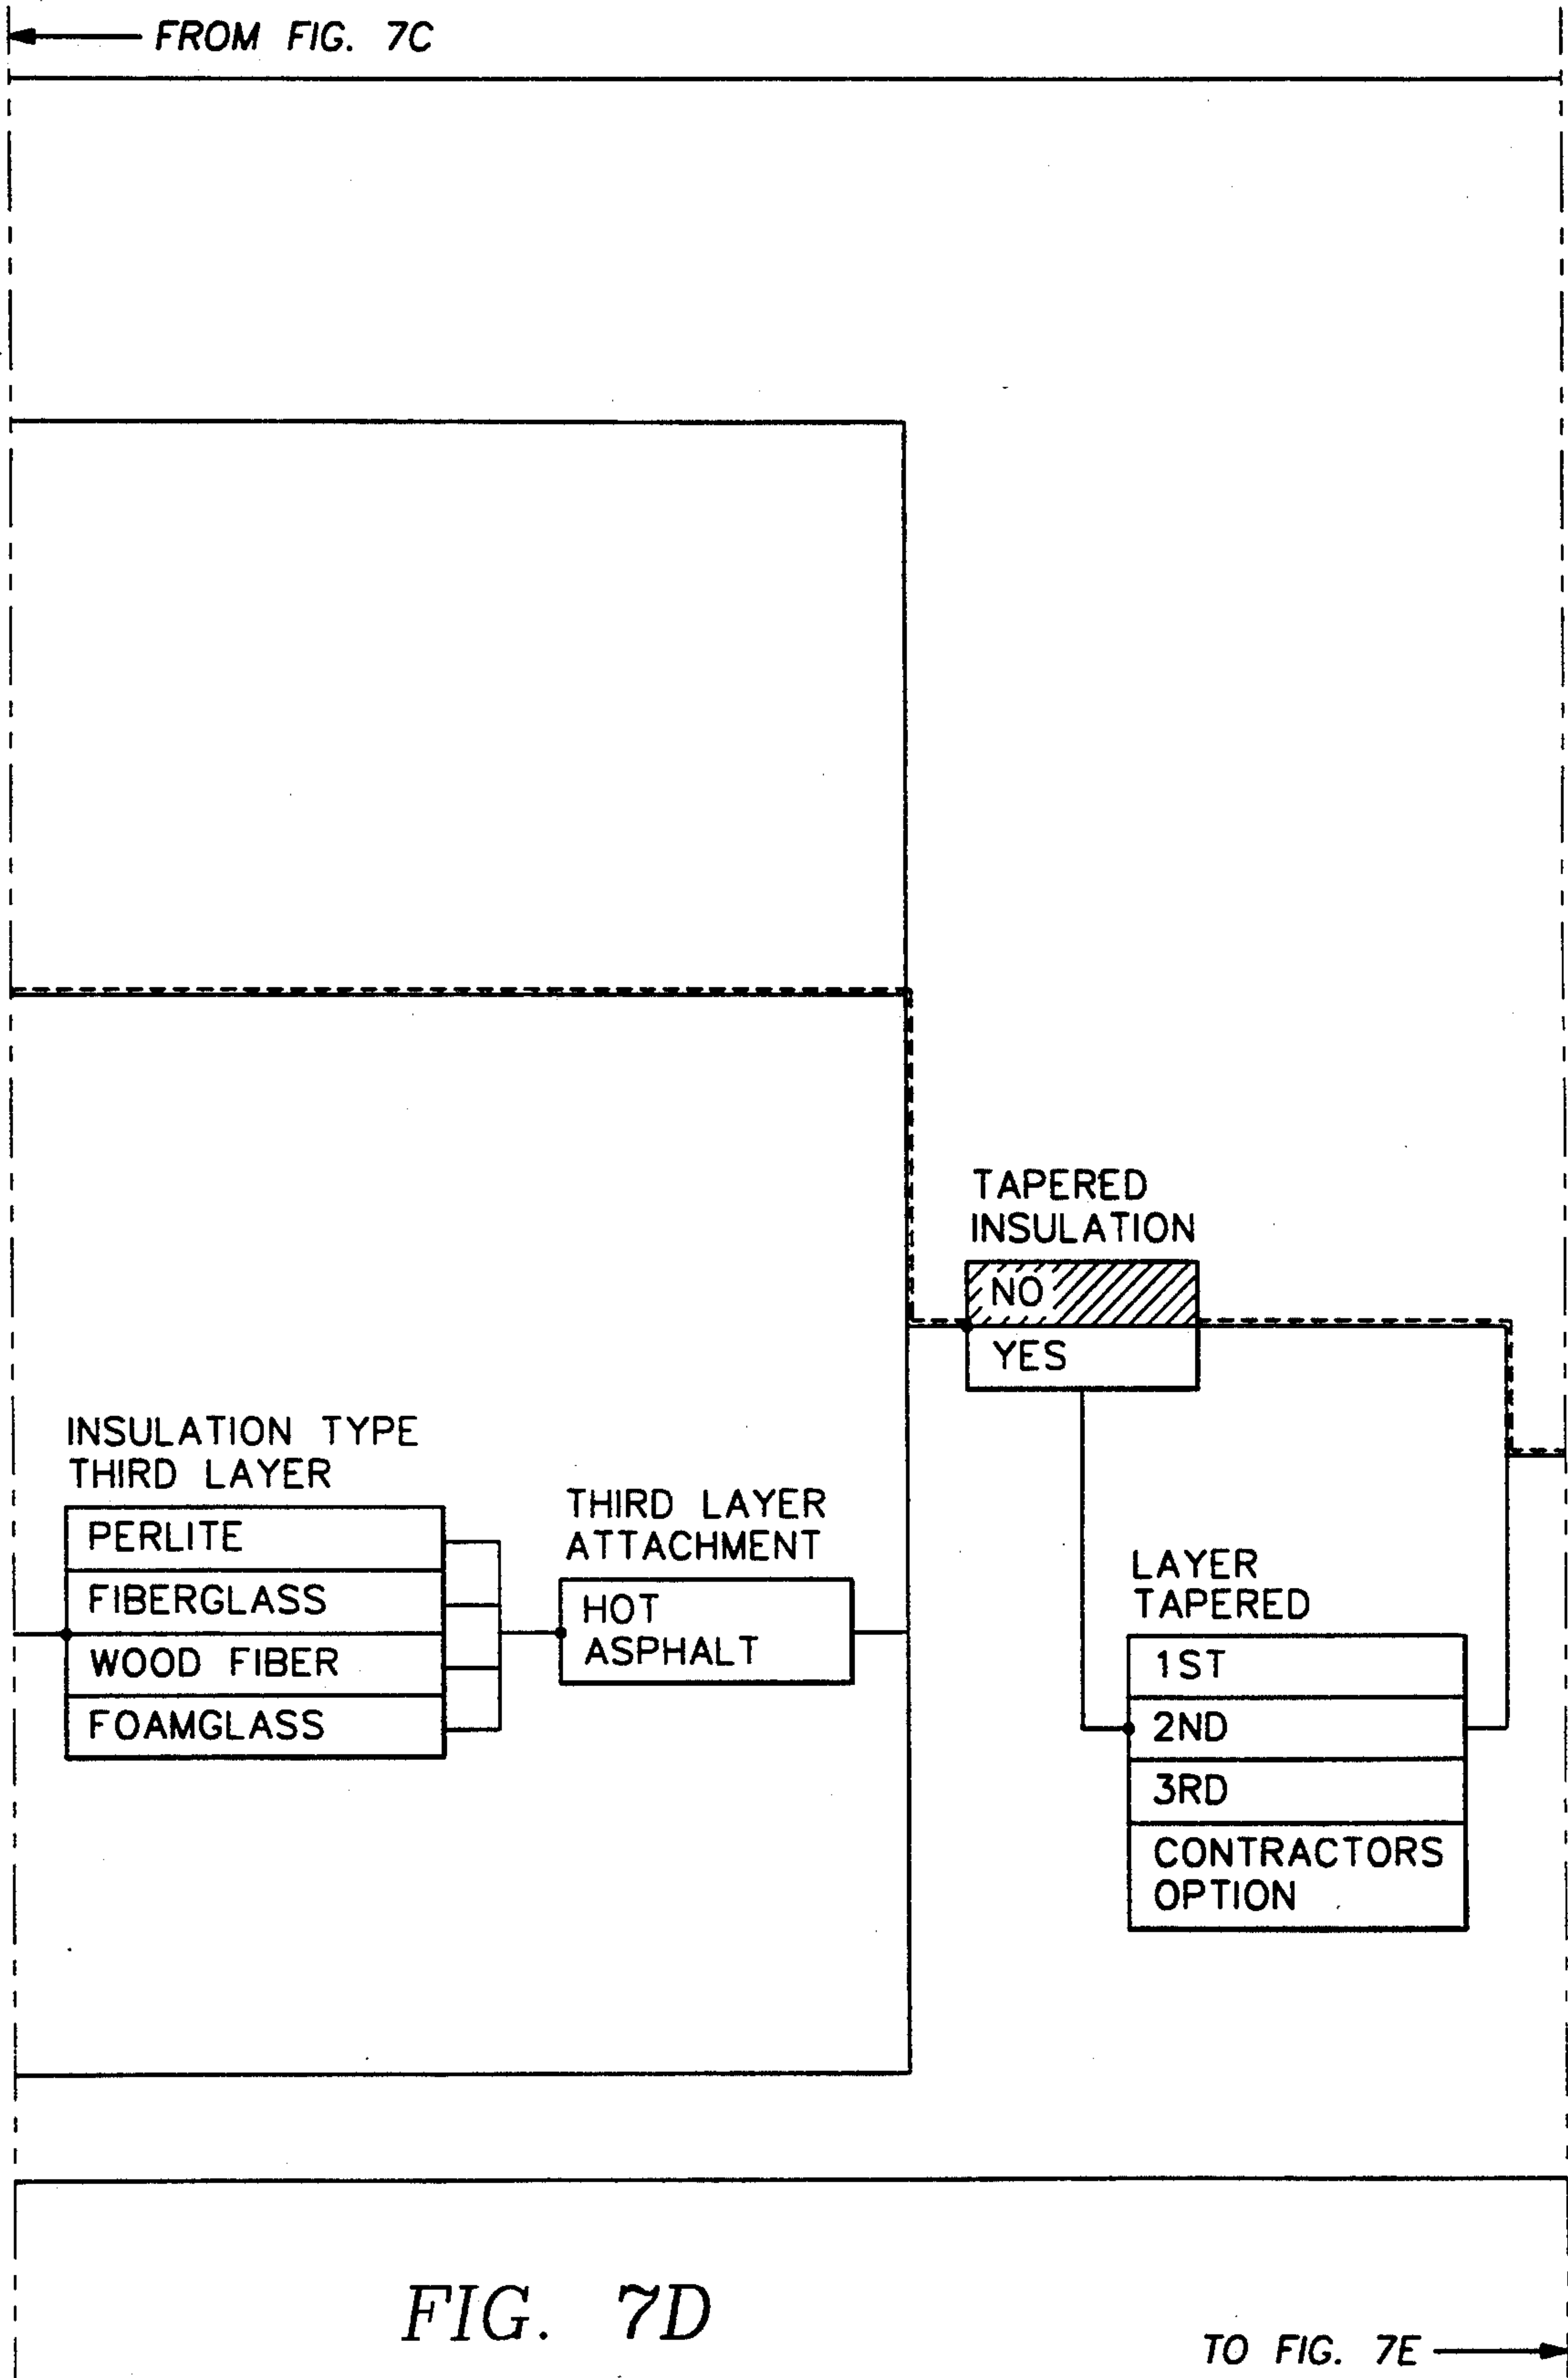 FROM FIG. 7C
TAPERED
INSULATION
NO
YES
INSULATION TYPE
THIRD LAYER
PERLITE
FIBERGLASS
WOOD FIBER
FOAMGLASS
THIRD LAYER
ATTACHMENT
HOT
ASPHALT
LAYER
TAPERED
1ST
2ND
3RD
CONTRACTORS
OPTION
FIG. 7D
TO FIG. 7E